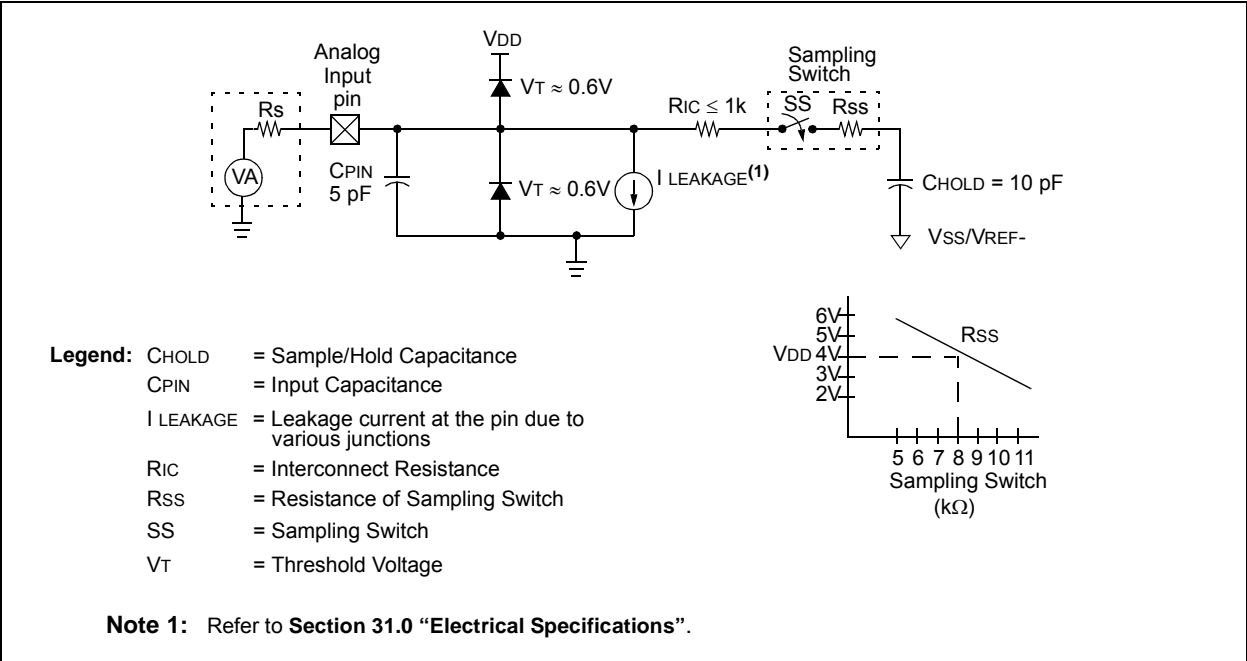 VDD
Analog
Input
pin
Sampling
Switch
VT ≈ 0.6V
RIC ≤ 1k
SS
Rss
Rs
VA
CPIN
5 pF
VT ≈ 0.6V
I LEAKAGE(1)
CHOLD = 10 pF
VSS/VREF-
Legend: CHOLD = Sample/Hold Capacitance
CPIN = Input Capacitance
I LEAKAGE = Leakage current at the pin due to
various junctions
RIC = Interconnect Resistance
RSS = Resistance of Sampling Switch
SS = Sampling Switch
VT = Threshold Voltage
6V
5V
VDD 4V
3V
2V
RSS
5 6 7 8 9 10 11
Sampling Switch
(kΩ)
Note 1: Refer to Section 31.0 “Electrical Specifications”.